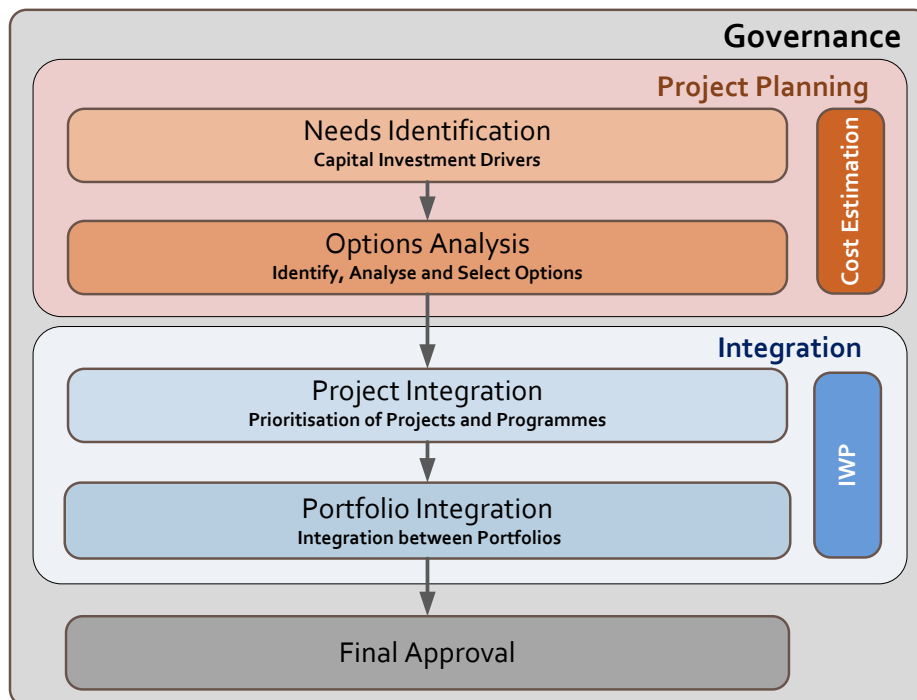 Governance
Project Planning
Needs Identification
Capital Investment Drivers
Cost Estimation
Options Analysis
Identify, Analyse and Select Options
Integration
Project Integration
Prioritisation of Projects and Programmes
IWP
Portfolio Integration
Integration between Portfolios
Final Approval